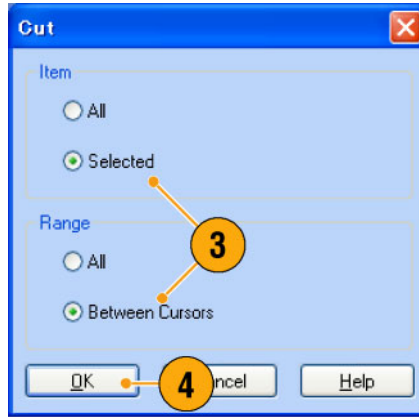 Cut
Item
All
Selected
3
Range
All
Between Cursors
OK
4
ncel
Help